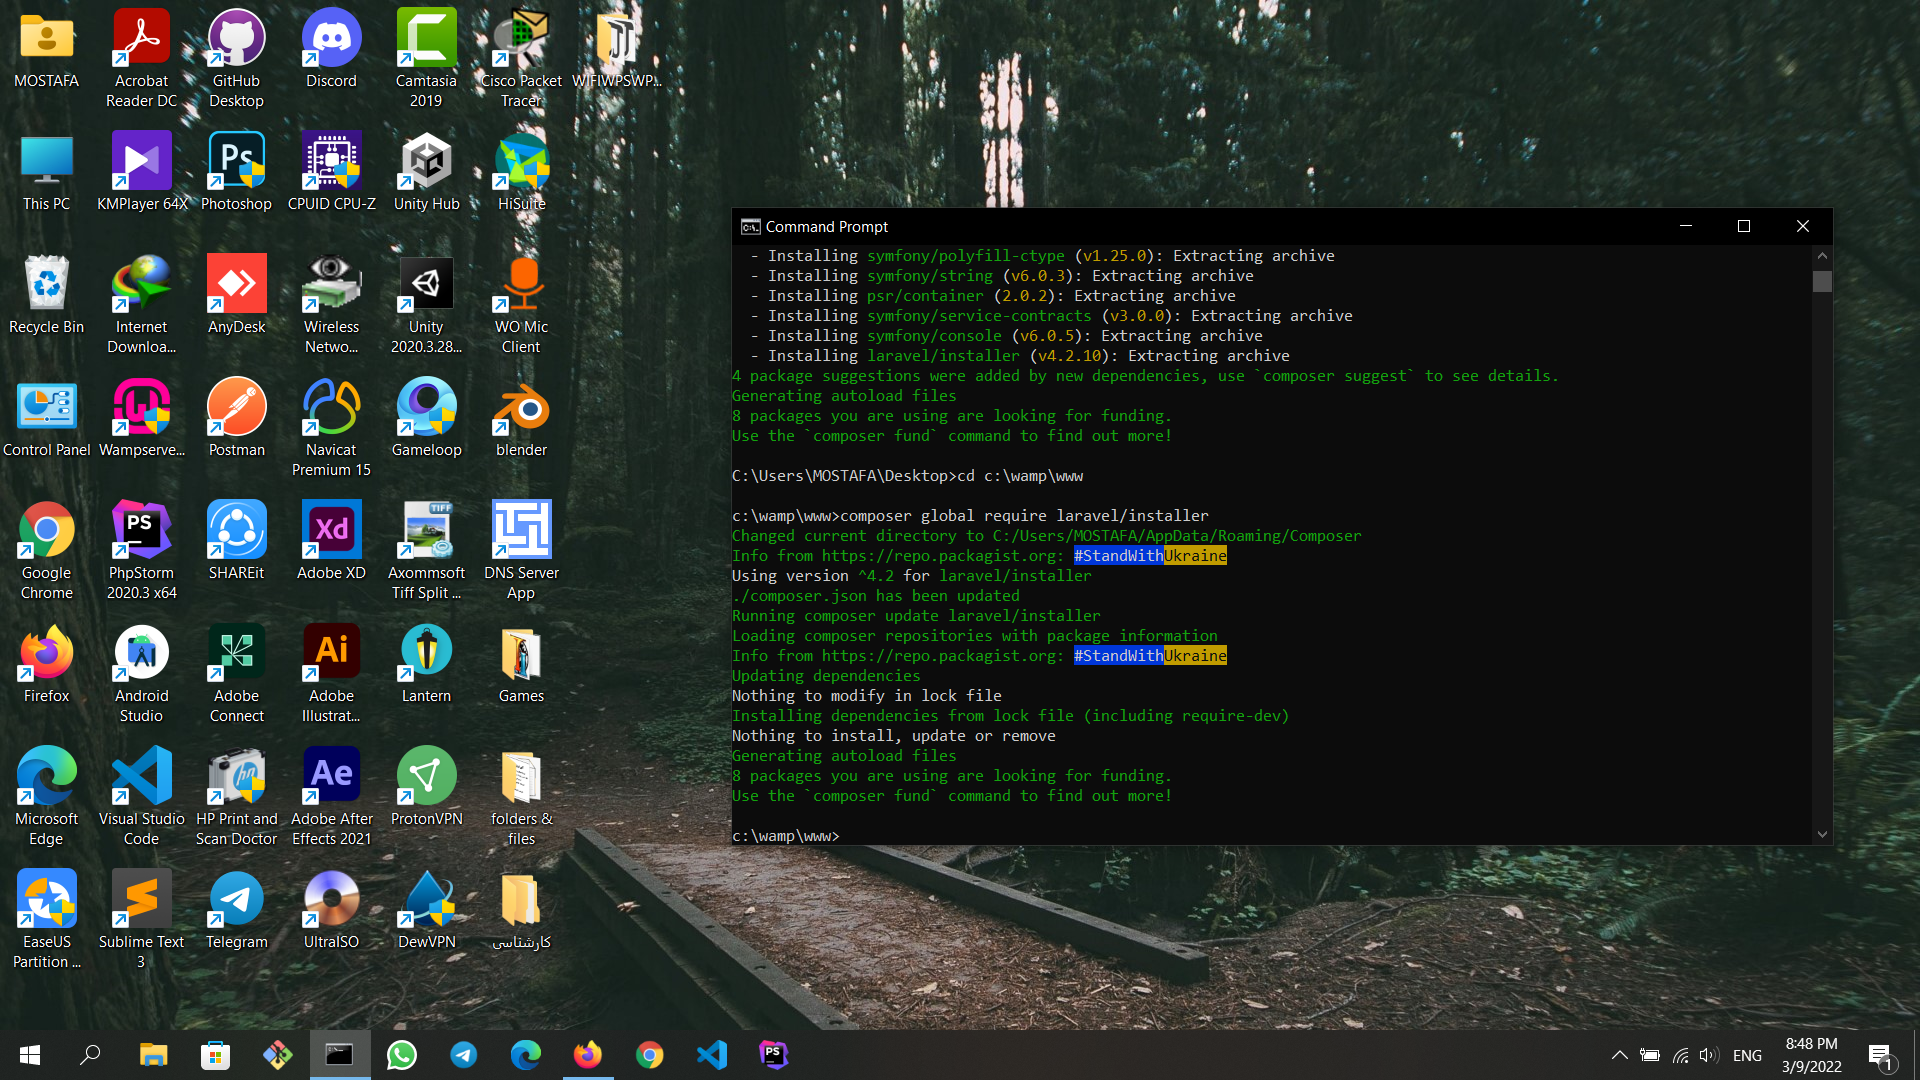 MOSTAFA
Acrobat
Reader DC
GitHub
Desktop
Discord
Camtasia
2019
Cisco Packet
Tracer
WIFIWPSWP...
This PC
KMPlayer 64X
Ps
Photoshop
CPUID CPU-Z
Unity Hub
HiSuite
Recycle Bin
Internet
Downloa...
AnyDesk
Wireless
Netwo...
Unity
2020.3.28...
WO Mic
Client
Control Panel
Wampserve...
Postman
Navicat
Premium 15
Gameloop
blender
Google
Chrome
PS
PhpStorm
2020.3 x64
SHAREit
Xd
Adobe XD
TIFF
Axommsoft
Tiff Split ...
DNS Server
App
Firefox
Android
Studio
Adobe
Connect
Ai
Adobe
Illustrat...
Lantern
Games
Microsoft
Edge
Visual Studio
Code
hp
HP Print and
Scan Doctor
Ae
Adobe After
Effects 2021
ProtonVPN
folders &
files
EaseUS
Partition ...
Sublime Text
3
Telegram
UltraISO
DewVPN
کارشناسی
Command Prompt
- Installing symfony/polyfill-ctype (v1.25.0): Extracting archive
- Installing symfony/string (v6.0.3): Extracting archive
- Installing psr/container (2.0.2): Extracting archive
- Installing symfony/service-contracts (v3.0.0): Extracting archive
- Installing symfony/console (v6.0.5): Extracting archive
- Installing laravel/installer (v4.2.10): Extracting archive
4 package suggestions were added by new dependencies, use `composer suggest` to see details.
Generating autoload files
8 packages you are using are looking for funding.
Use the `composer fund` command to find out more!
C:\Users\MOSTAFA\Desktop>cd c:\wamp\www
c:\wamp\www>composer global require laravel/installer
Changed current directory to C:/Users/MOSTAFA/AppData/Roaming/Composer
Info from https://repo.packagist.org: #StandWithUkraine
Using version ^4.2 for laravel/installer
./composer.json has been updated
Running composer update laravel/installer
Loading composer repositories with package information
Info from https://repo.packagist.org: #StandWithUkraine
Updating dependencies
Nothing to modify in lock file
Installing dependencies from lock file (including require-dev)
Nothing to install, update or remove
Generating autoload files
8 packages you are using are looking for funding.
Use the `composer fund` command to find out more!
c:\wamp\www>
PS
ENG
8:48 PM
3/9/2022
1